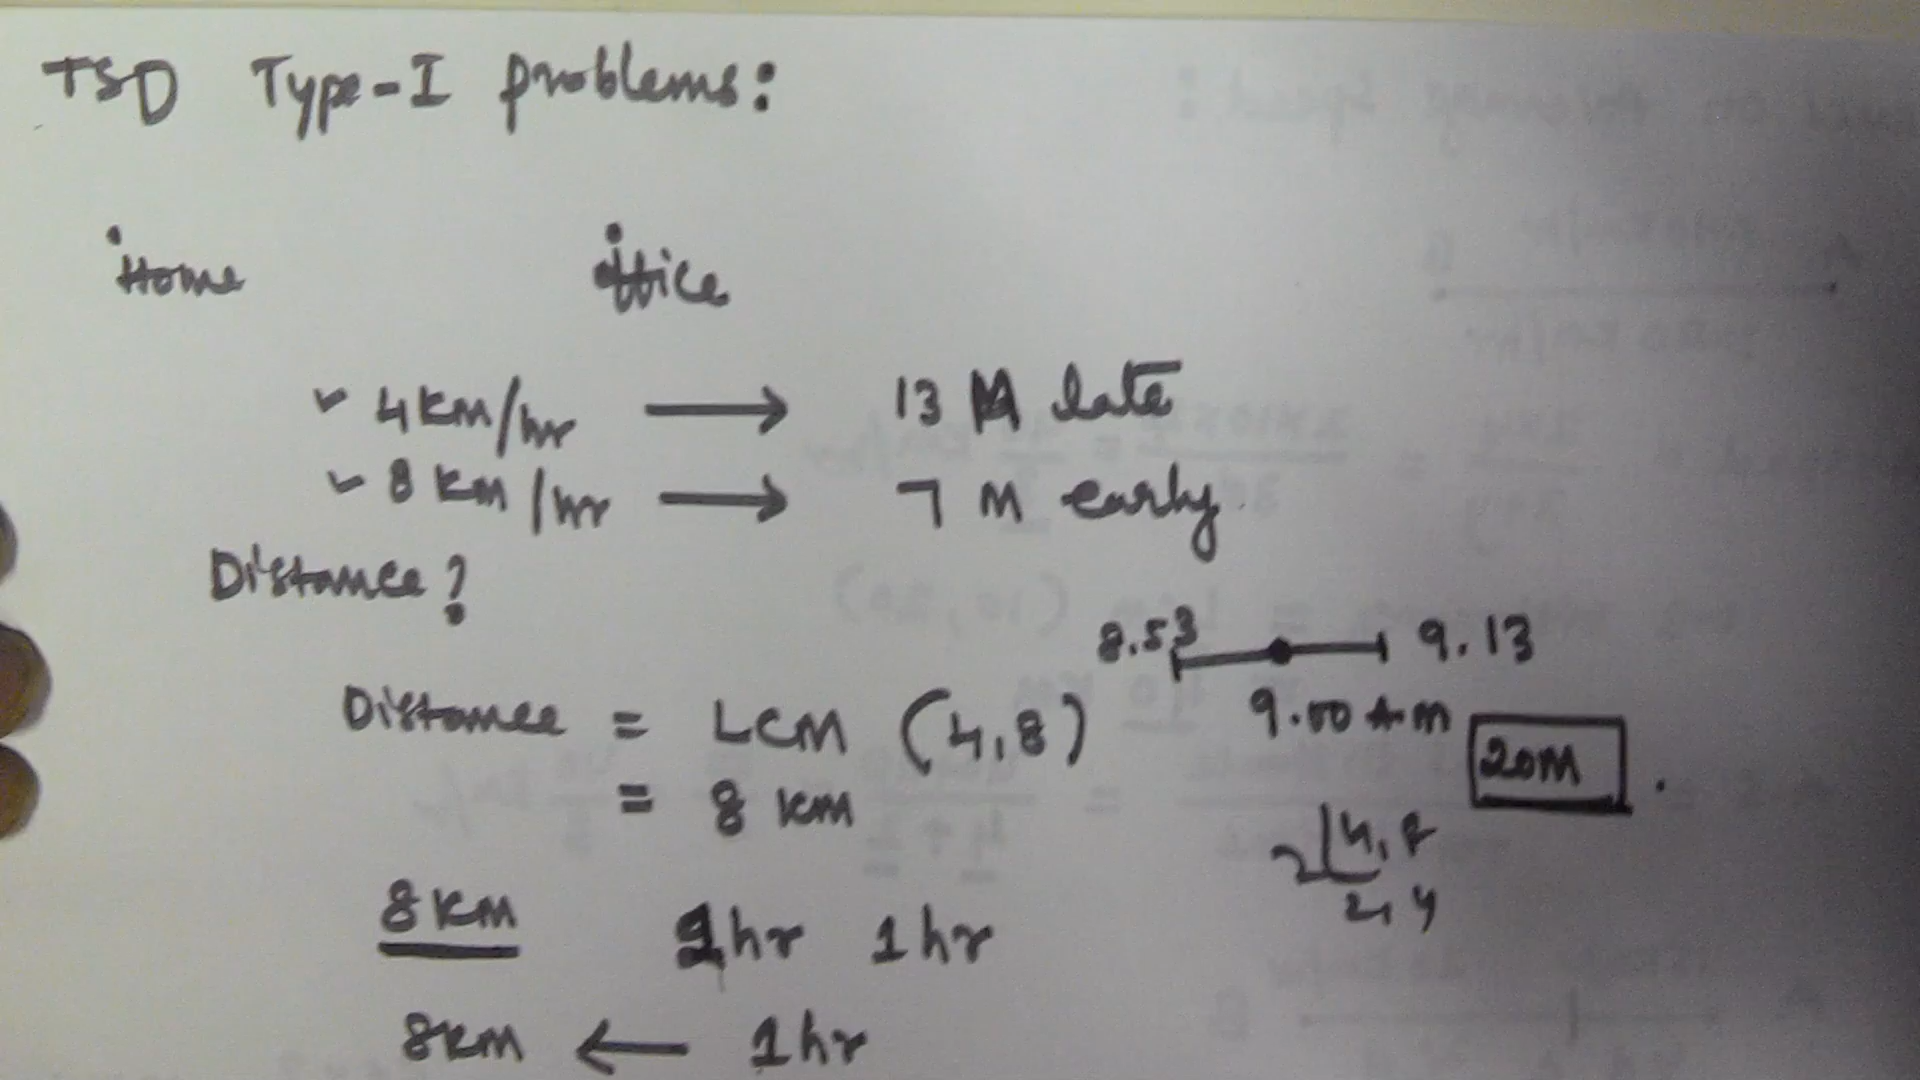 TSD Type-I problems:
Home office
4 KM/hr → 13 M late
8 KM/hr → 7 M early.
Distance?
8.53 9.13
9.00 A.M
20M.
Distance = LCM (4,8)
= 8 KM
2 4, 8
2, 4
8 KM 2hr 1hr
8KM ← 1hr